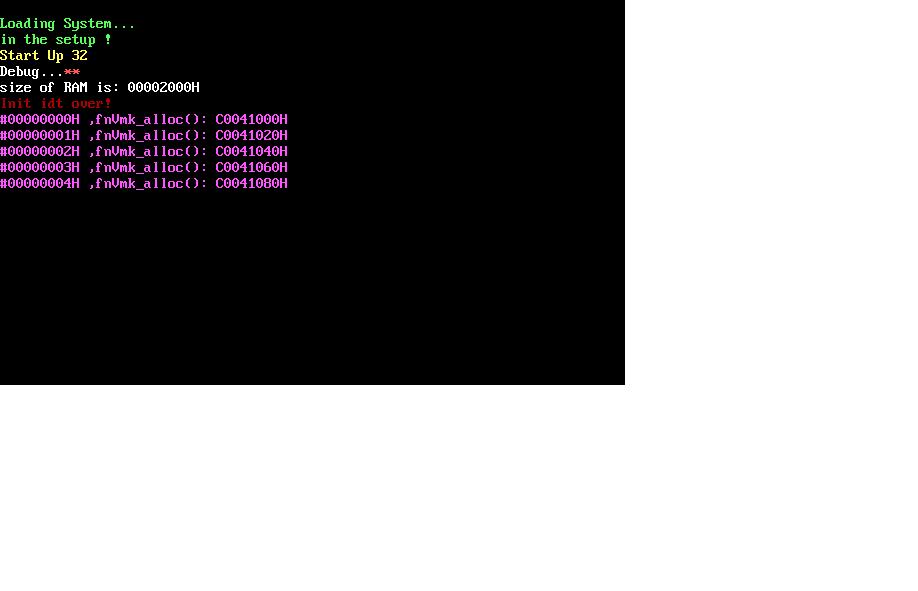 Loading System...
in the setup !
Start Up 32
Debug...**
size of RAM is: 00002000H
Init idt over!
#00000000H ,fnVmk_alloc(): C0041000H
#00000001H ,fnVmk_alloc(): C0041020H
#00000002H ,fnVmk_alloc(): C0041040H
#00000003H ,fnVmk_alloc(): C0041060H
#00000004H ,fnVmk_alloc(): C0041080H